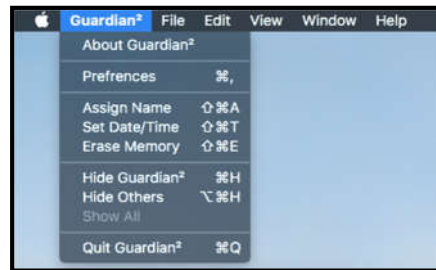 Guardian² File Edit View Window Help
About Guardian²
Prefrences ⌘,
Assign Name ⇧⌘A
Set Date/Time ⇧⌘T
Erase Memory ⇧⌘E
Hide Guardian² ⌘H
Hide Others ⌥⌘H
Show All
Quit Guardian² ⌘Q